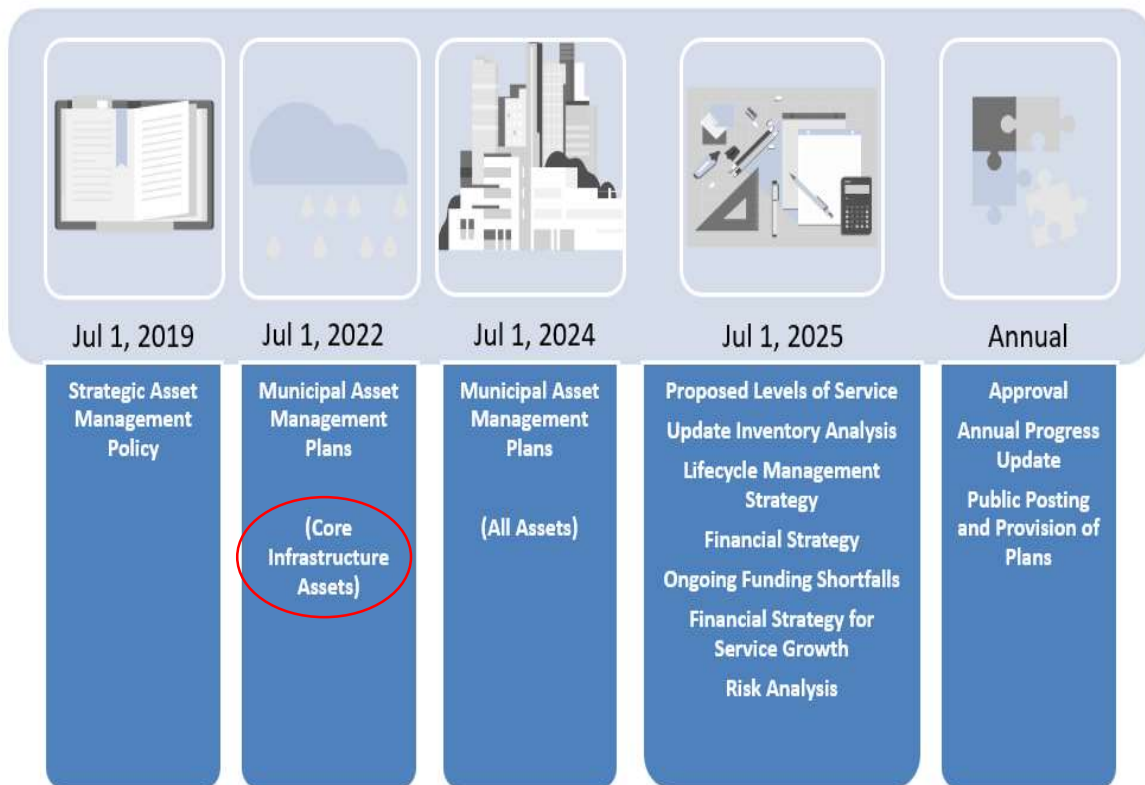 Jul 1, 2019
Jul 1, 2022
Jul 1, 2024
Jul 1, 2025
Annual
Strategic Asset
Management
Policy
Municipal Asset
Management
Plans
(Core
Infrastructure
Assets)
Municipal Asset
Management
Plans
(All Assets)
Proposed Levels of Service
Update Inventory Analysis
Lifecycle Management
Strategy
Financial Strategy
Ongoing Funding Shortfalls
Financial Strategy for
Service Growth
Risk Analysis
Approval
Annual Progress
Update
Public Posting
and Provision of
Plans